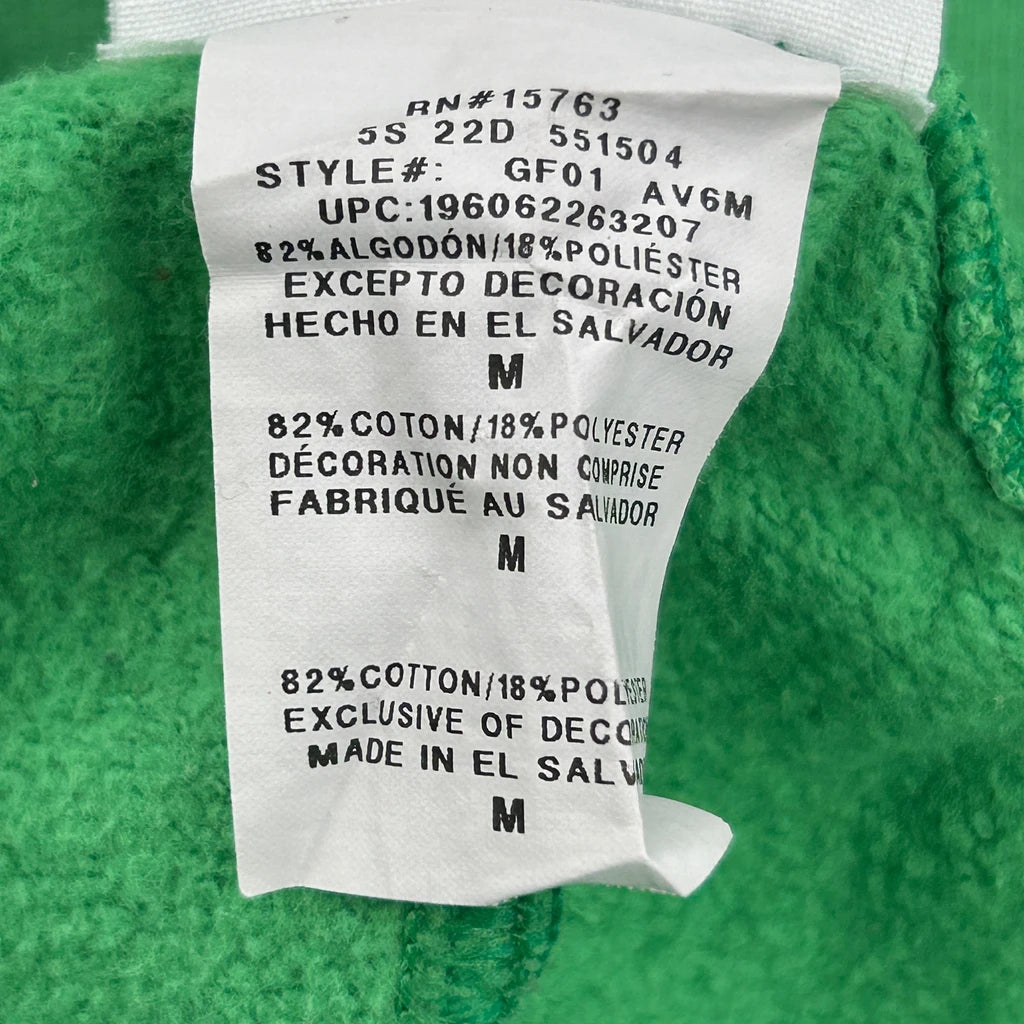 RN#15763
5S 22D 551504
STYLE#: GF01 AV6M
UPC:196062263207
82%ALGODÓN/18%POLIÉSTER
EXCEPTO DECORACIÓN
HECHO EN EL SALVADOR
M
82%COTON/18%POLYESTER
DÉCORATION NON COMPRISE
FABRIQUÉ AU SALVADOR
M
82%COTTON/18%POLYESTER
EXCLUSIVE OF
MADE IN EL
M